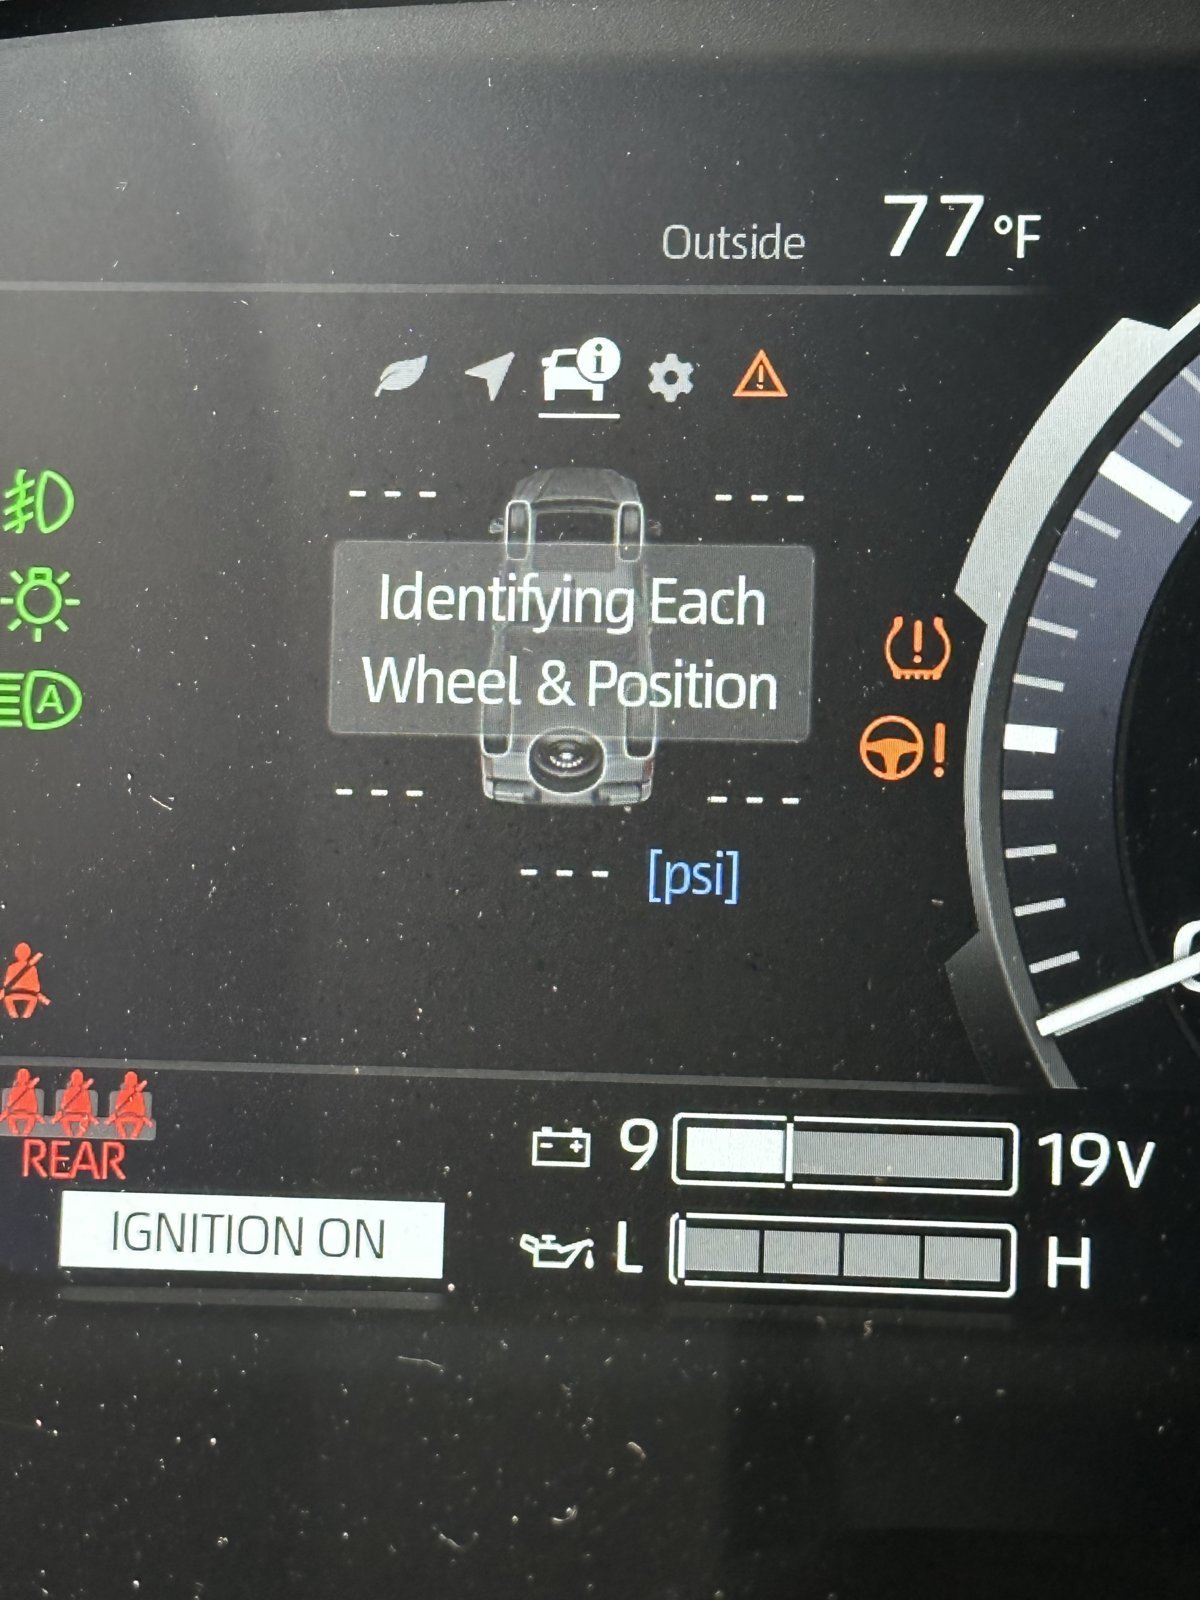 Outside 77°F
--- ---
Identifying Each
Wheel & Position
--- ---
--- [psi]
REAR
9 19V
IGNITION ON
L H